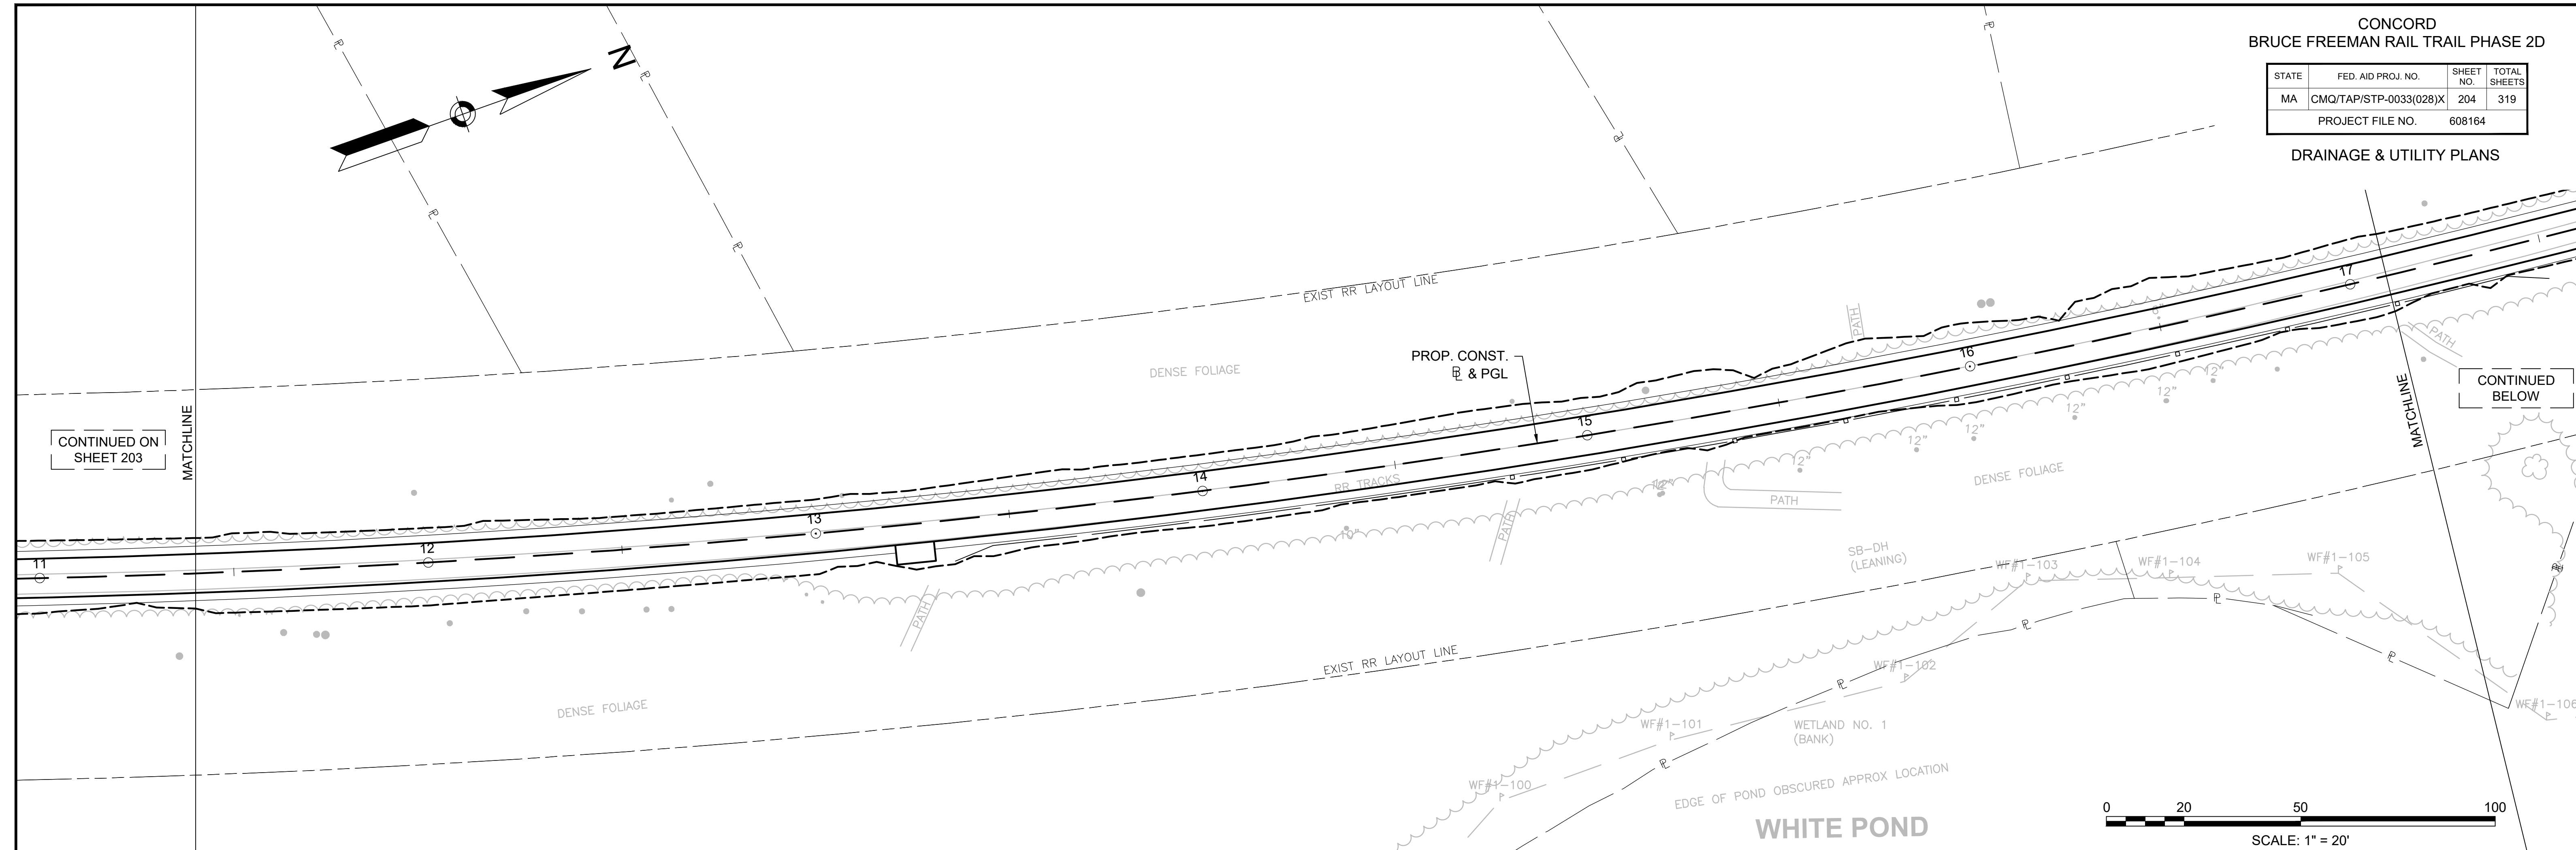 CONCORD
BRUCE FREEMAN RAIL TRAIL PHASE 2D
STATE
FED. AID PROJ. NO.
SHEET NO.
TOTAL SHEETS
MA
CMQ/TAP/STP-0033(028)X
204
319
PROJECT FILE NO.
608164
DRAINAGE & UTILITY PLANS
N
EXIST RR LAYOUT LINE
PATH
17
DENSE FOLIAGE
PROP. CONST.
℄ & PGL
16
15
14
13
12
11
CONTINUED ON
SHEET 203
MATCHLINE
RR TRACKS
PATH
CONTINUED
BELOW
MATCHLINE
12"
12"
12"
12"
12"
12"
12"
10"
PATH
PATH
PATH
DENSE FOLIAGE
SB-DH
(LEANING)
WF#1-103
WF#1-104
WF#1-105
WF#1-106
WF#1-102
WF#1-101
WF#1-100
EXIST RR LAYOUT LINE
DENSE FOLIAGE
WETLAND NO. 1
(BANK)
EDGE OF POND OBSCURED APPROX LOCATION
WHITE POND
0 20 50 100
SCALE: 1" = 20'